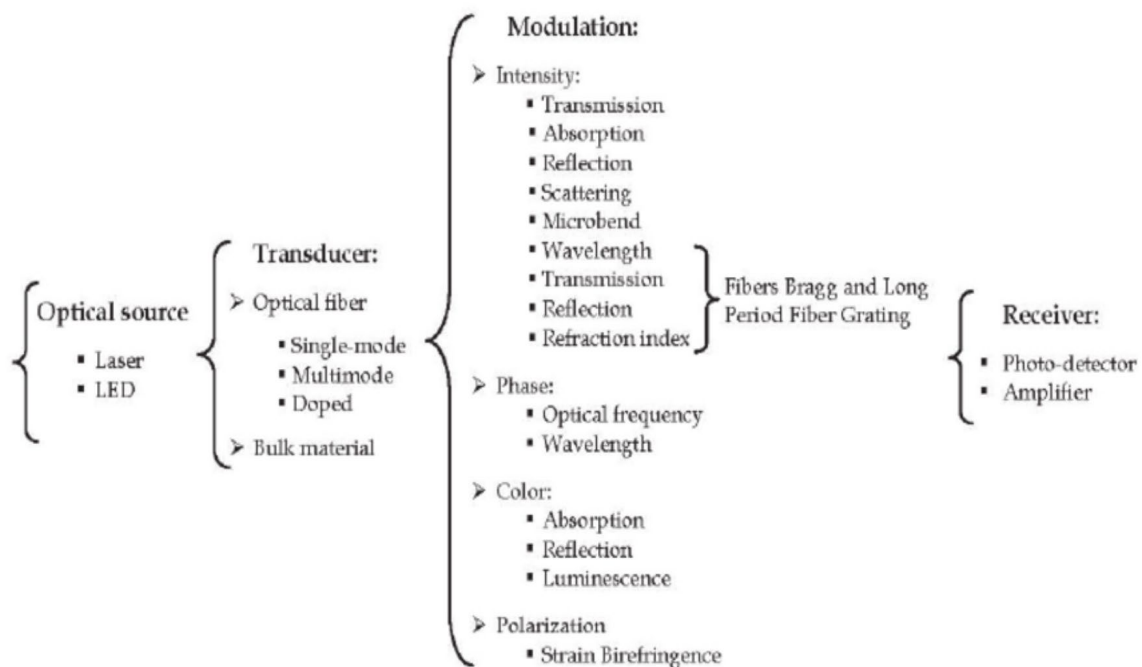 Optical source
▪ Laser
▪ LED
Transducer:
➢ Optical fiber
▪ Single-mode
▪ Multimode
▪ Doped
➢ Bulk material
Modulation:
➢ Intensity:
▪ Transmission
▪ Absorption
▪ Reflection
▪ Scattering
▪ Microbend
▪ Wavelength
▪ Transmission
▪ Reflection
▪ Refraction index
Fibers Bragg and Long
Period Fiber Grating
➢ Phase:
▪ Optical frequency
▪ Wavelength
➢ Color:
▪ Absorption
▪ Reflection
▪ Luminescence
➢ Polarization
▪ Strain Birefringence
Receiver:
▪ Photo-detector
▪ Amplifier